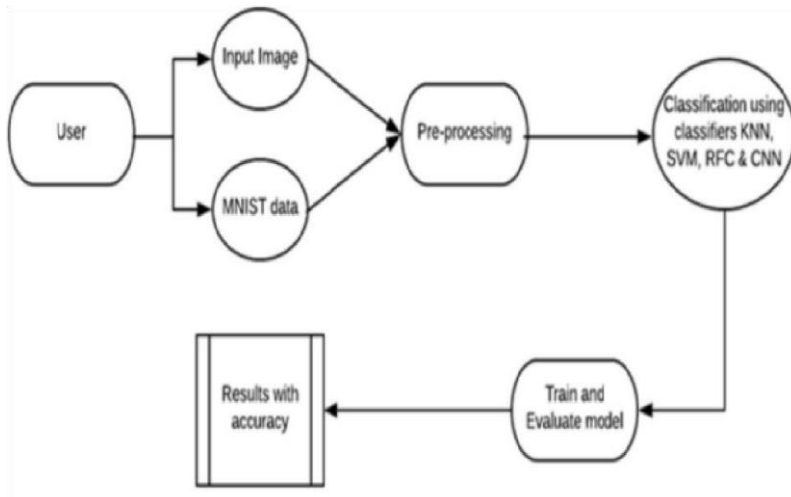 Input Image
User
Pre-processing
MNIST data
Classification using
classifiers KNN,
SVM, RFC & CNN
Results with
accuracy
Train and
Evaluate model